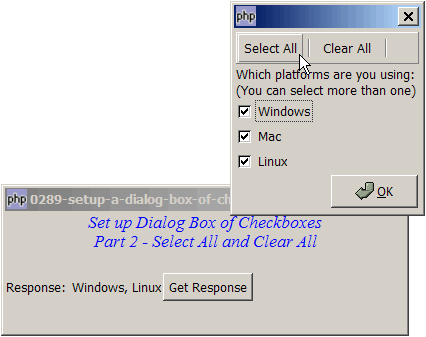 php
Select All Clear All
Which platforms are you using:
(You can select more than one)
Windows
Mac
Linux
OK
php 0289-setup-a-dialog-box-of-ch
Set up Dialog Box of Checkboxes
Part 2 - Select All and Clear All
Response: Windows, Linux Get Response